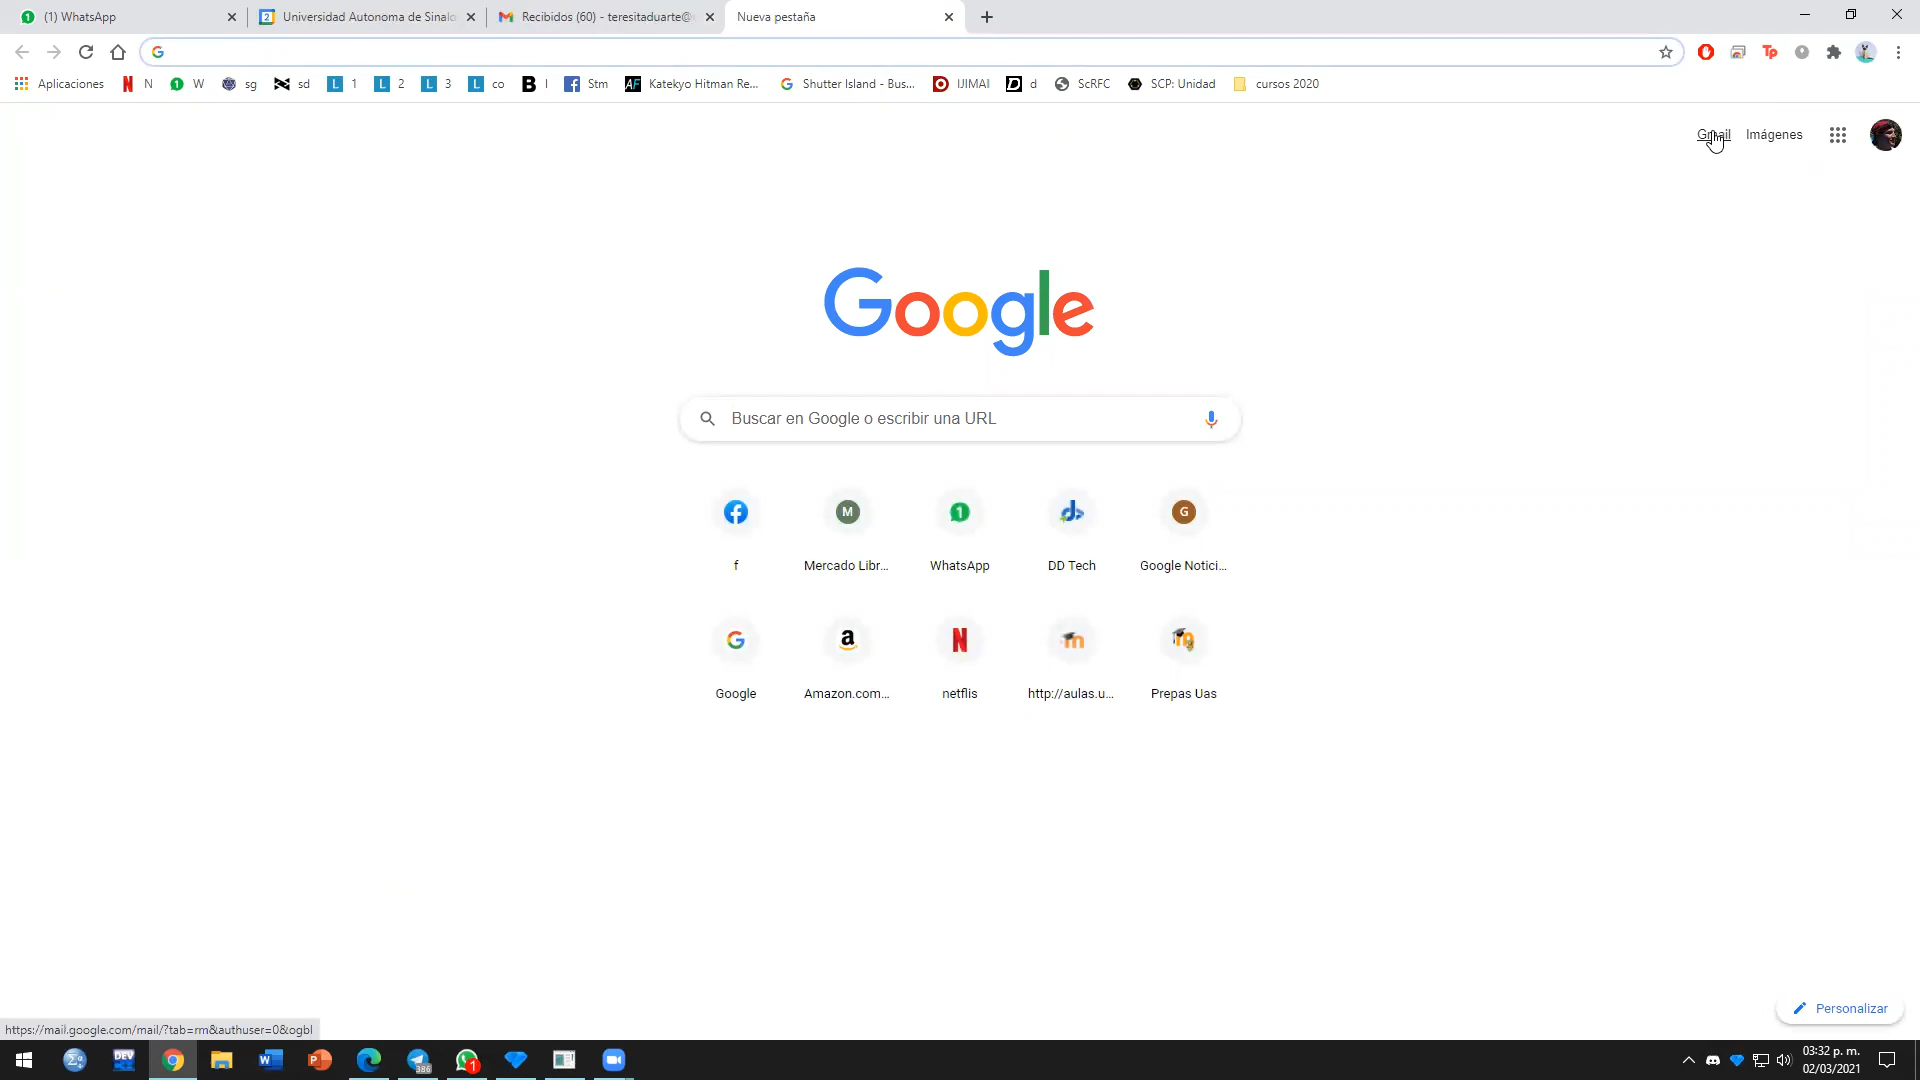 (1) WhatsApp
Universidad Autonoma de Sinalo
Recibidos (60) - teresitaduarte@
Nueva pestaña
Aplicaciones
N
W
sg
sd
1
2
3
co
I
Stm
Katekyo Hitman Re...
Shutter Island - Bus...
IJIMAI
d
ScRFC
SCP: Unidad
cursos 2020
Gmail
Imágenes
Google
Buscar en Google o escribir una URL
f
Mercado Libr...
WhatsApp
DD Tech
Google Notici...
Google
Amazon.com...
netflis
http://aulas.u...
Prepas Uas
Personalizar
https://mail.google.com/mail/?tab=rm&authuser=0&ogbl
03:32 p. m.
02/03/2021